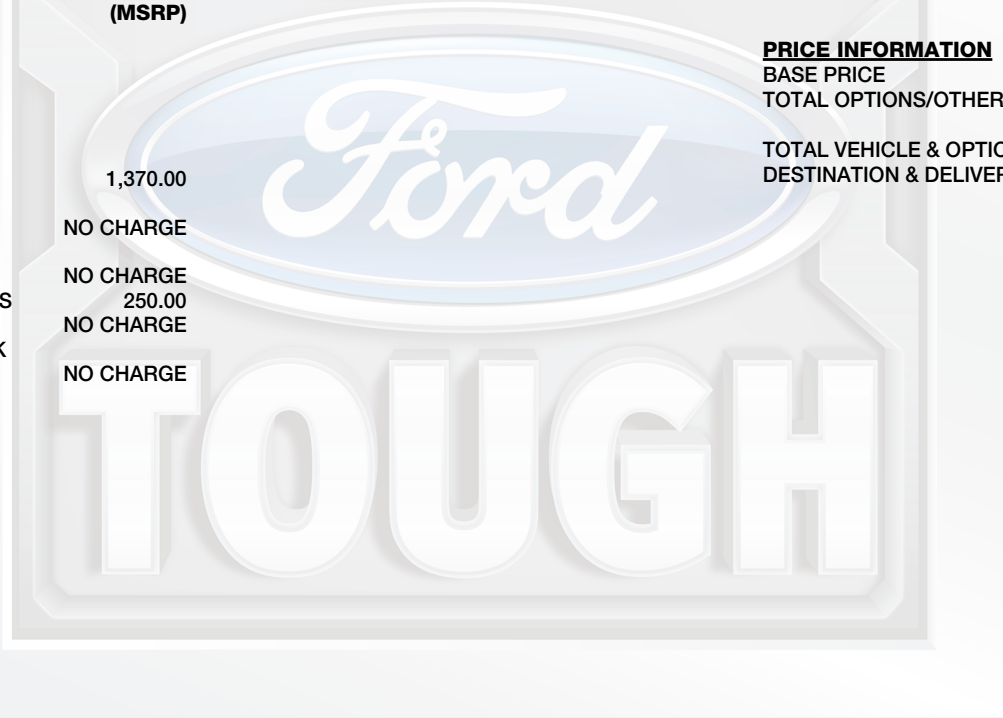 (MSRP)
1,370.00
NO CHARGE
NO CHARGE
S 250.00
NO CHARGE
K
NO CHARGE
PRICE INFORMATION
BASE PRICE
TOTAL OPTIONS/OTHER
TOTAL VEHICLE & OPTIO
DESTINATION & DELIVER
Ford
TOUGH